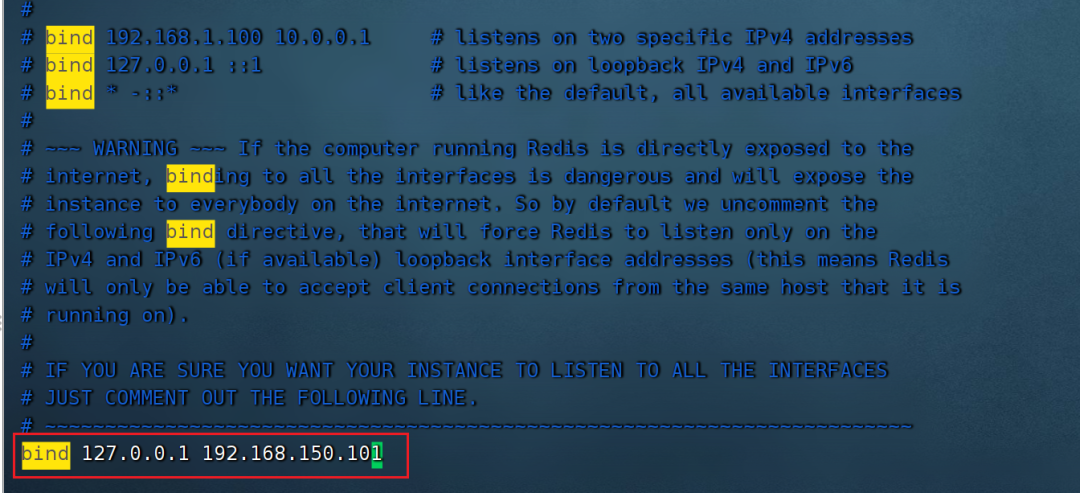 #
# bind 192.168.1.100 10.0.0.1     # listens on two specific IPv4 addresses
# bind 127.0.0.1 ::1              # listens on loopback IPv4 and IPv6
# bind * -::*                     # like the default, all available interfaces
#
# ~~~ WARNING ~~~ If the computer running Redis is directly exposed to the
# internet, binding to all the interfaces is dangerous and will expose the
# instance to everybody on the internet. So by default we uncomment the
# following bind directive, that will force Redis to listen only on the
# IPv4 and IPv6 (if available) loopback interface addresses (this means Redis
# will only be able to accept client connections from the same host that it is
# running on).
#
# IF YOU ARE SURE YOU WANT YOUR INSTANCE TO LISTEN TO ALL THE INTERFACES
# JUST COMMENT OUT THE FOLLOWING LINE.
# ~~~~~~~~~~~~~~~~~~~~~~~~~~~~~~~~~~~~~~~~~~~~~~~~~~~~~~~~~~~~~~~~~~~~~~~~
bind 127.0.0.1 192.168.150.101